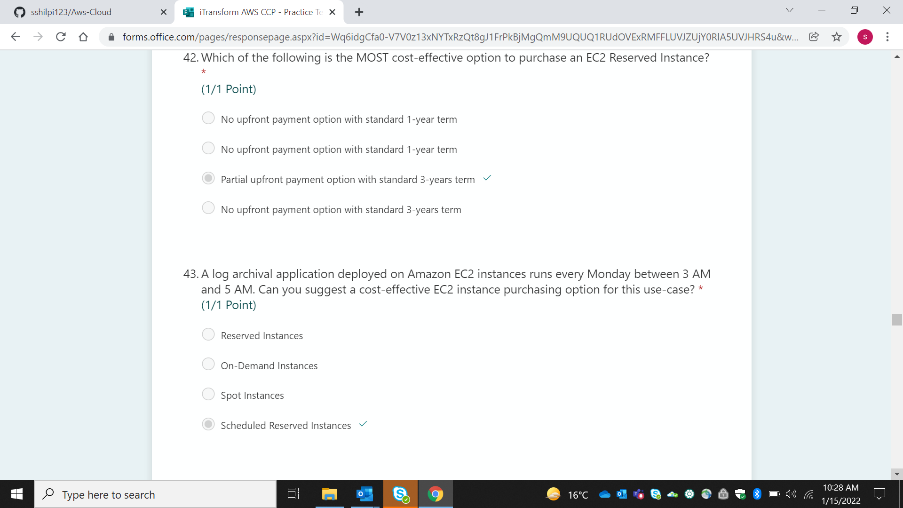 sshilpi123/Aws-Cloud
iTransform AWS CCP - Practice Te
forms.office.com/pages/responsepage.aspx?id=Wq6idgCfa0-V7V0z13xNYTxRzQt8gJ1FrPkBjMgQmM9UQUQ1RUdOVExRMFFLUVJZUjY0RlA5UVJHRS4u&w...
S
42. Which of the following is the MOST cost-effective option to purchase an EC2 Reserved Instance?
*
(1/1 Point)
No upfront payment option with standard 1-year term
No upfront payment option with standard 1-year term
Partial upfront payment option with standard 3-years term
No upfront payment option with standard 3-years term
43. A log archival application deployed on Amazon EC2 instances runs every Monday between 3 AM
and 5 AM. Can you suggest a cost-effective EC2 instance purchasing option for this use-case? *
(1/1 Point)
Reserved Instances
On-Demand Instances
Spot Instances
Scheduled Reserved Instances
Type here to search
16°C
10:28 AM
1/15/2022